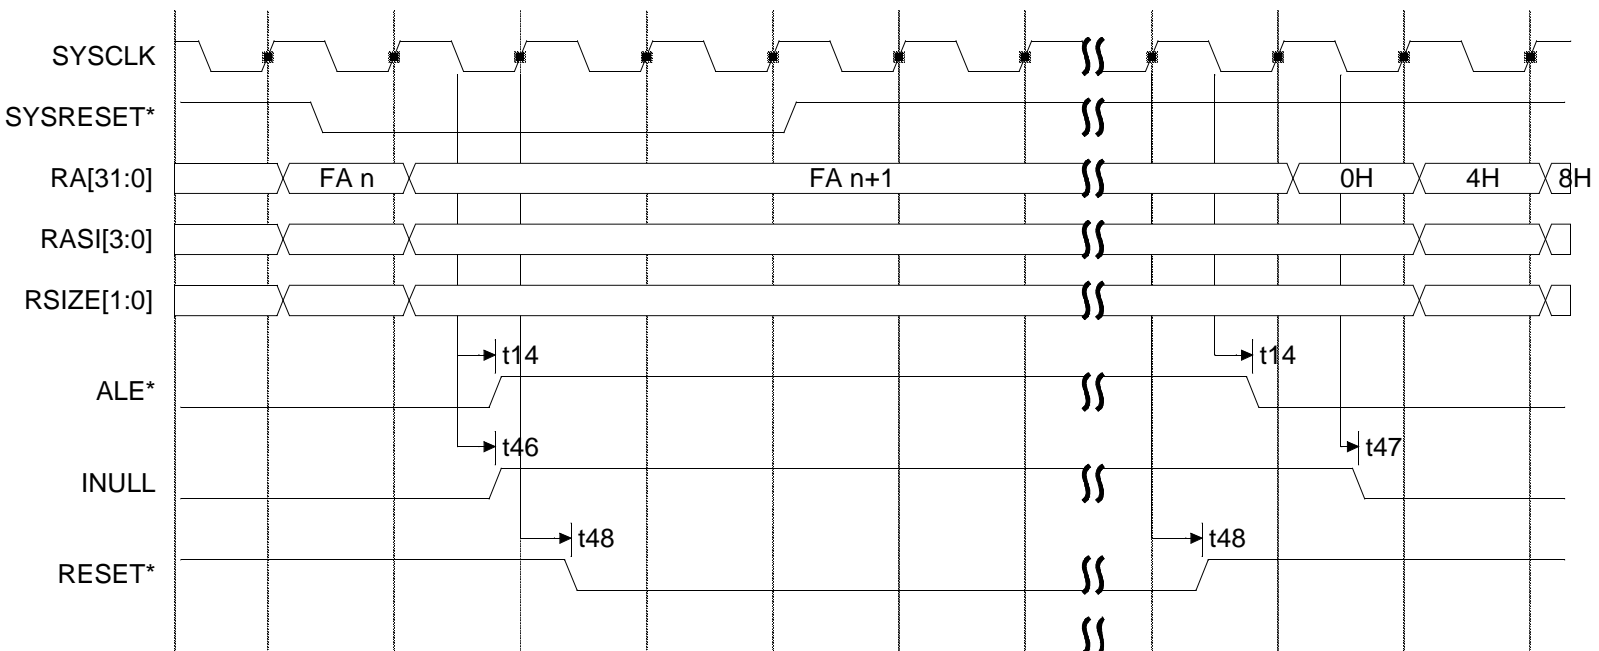 SYSCLK
SYSRESET*
RA[31:0] FA n FA n+1 0H 4H 8H
RASI[3:0]
RSIZE[1:0]
t14 t14
ALE*
t46 t47
INULL
t48 t48
RESET*